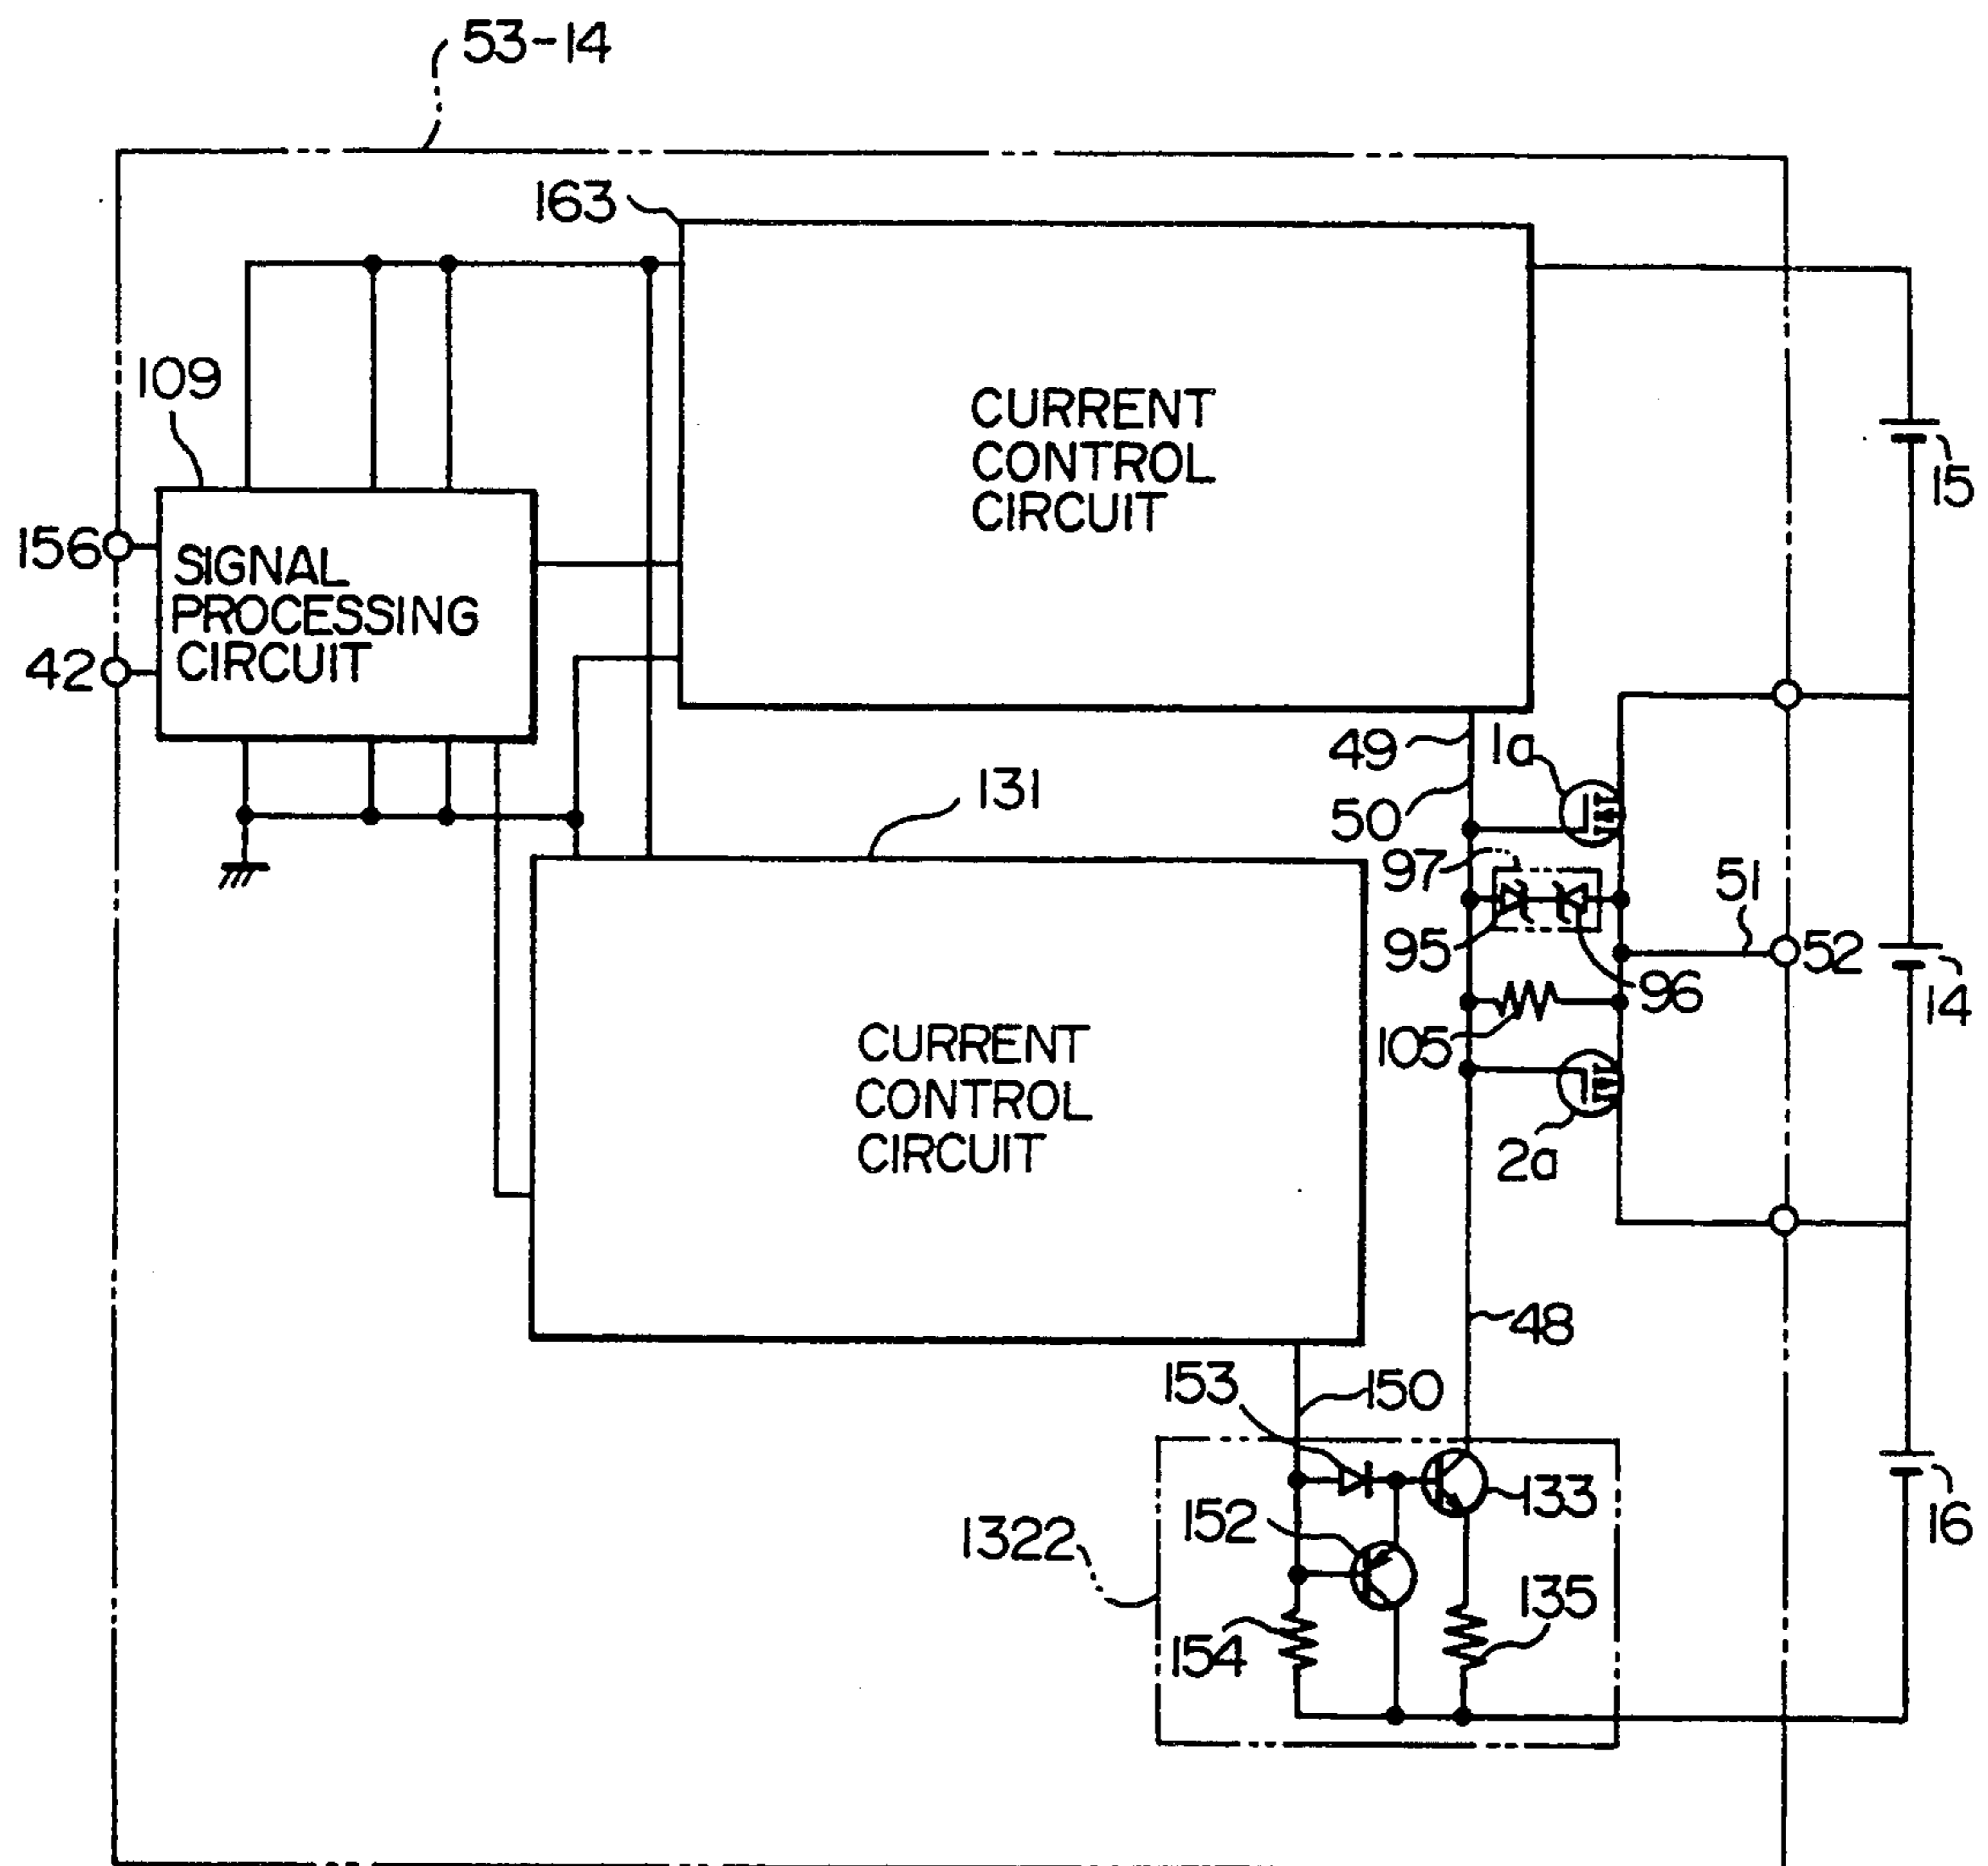 53-14
163
CURRENT
CONTROL
CIRCUIT
109
15
156
SIGNAL
PROCESSING
CIRCUIT
42
49
1a
50
131
97
51
95
52
96
14
105
CURRENT
CONTROL
CIRCUIT
2a
48
153
150
133
152
1322
16
135
154